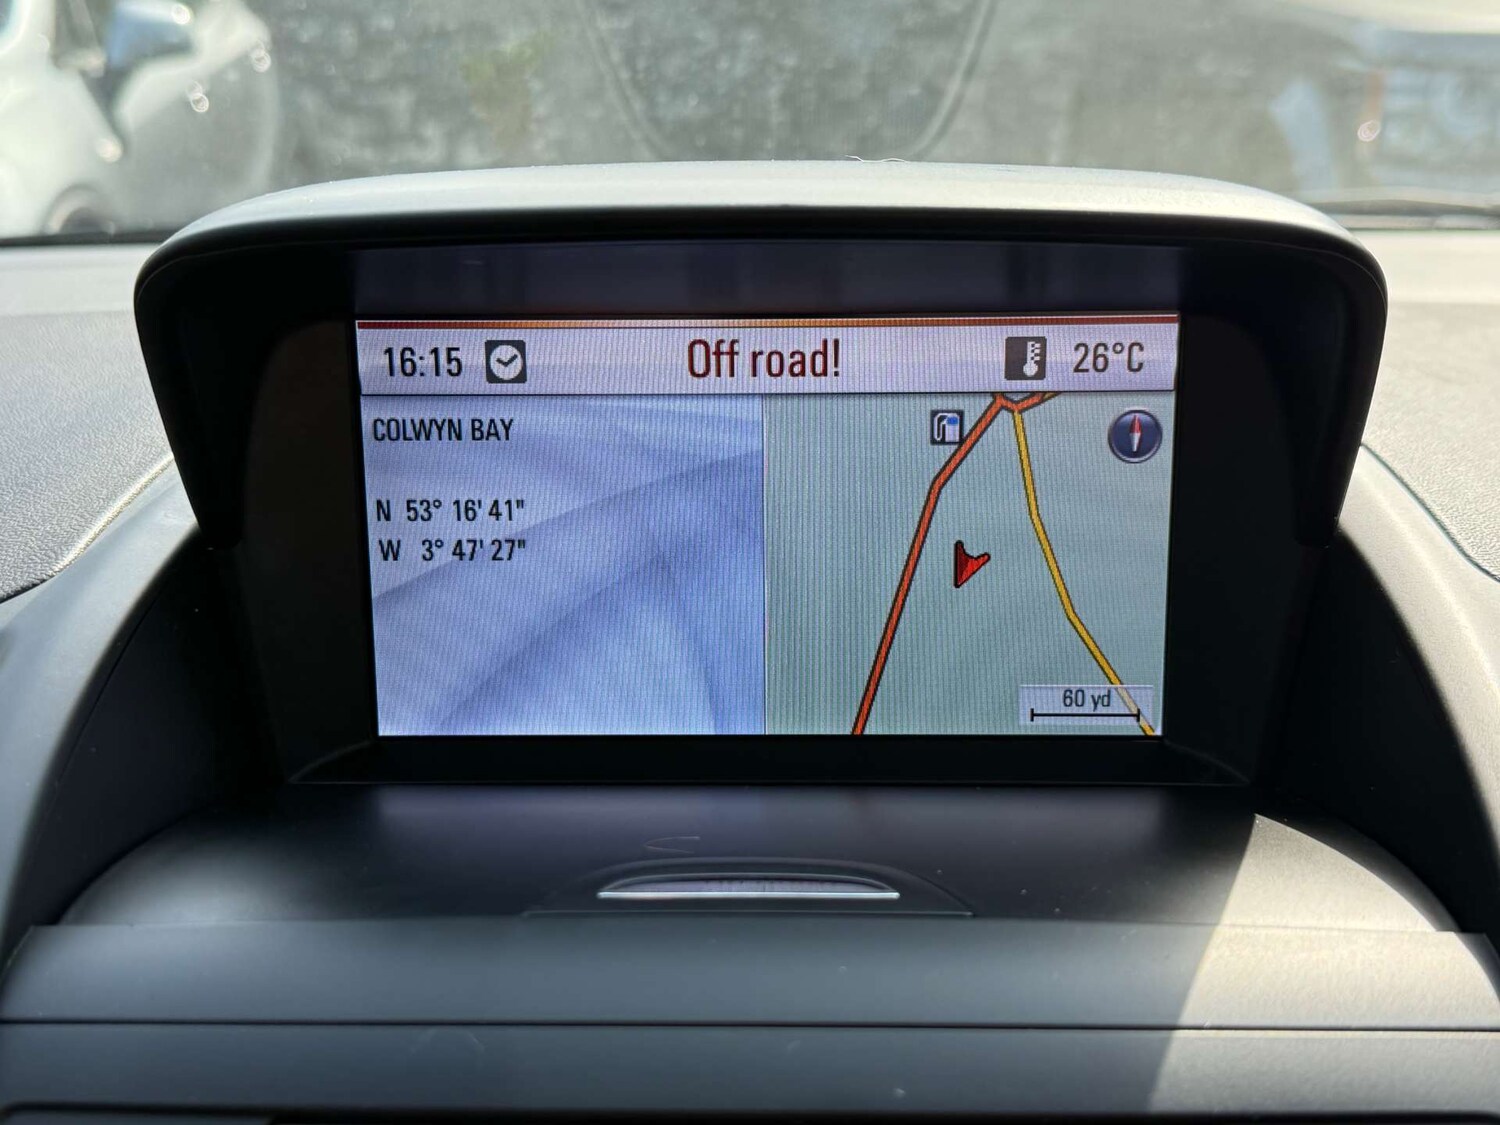 16:15 Off road! 26°C
COLWYN BAY
N 53° 16' 41"
W 3° 47' 27"
60 yd